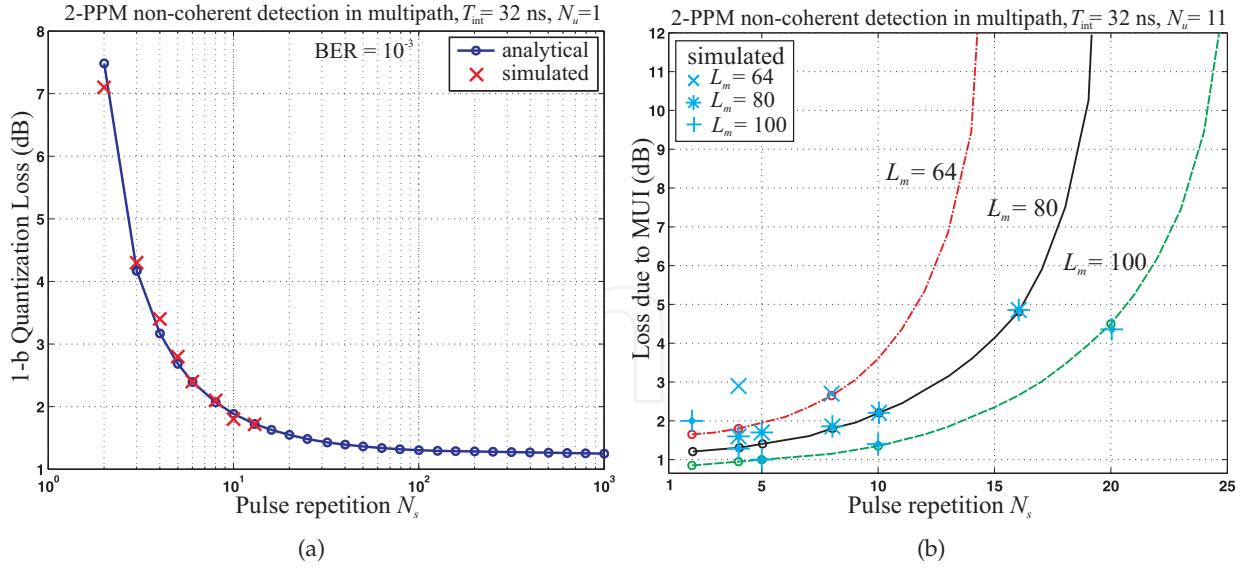 2-PPM non-coherent detection in multipath, T_int = 32 ns, N_u=1
BER = 10^-3
analytical
simulated
1-b Quantization Loss (dB)
8
7
6
5
4
3
2
1
10^0
10^1
10^2
10^3
Pulse repetition N_s
(a)
2-PPM non-coherent detection in multipath, T_int = 32 ns, N_u = 11
simulated
L_m = 64
L_m = 80
L_m = 100
L_m = 64
L_m = 80
L_m = 100
Loss due to MUI (dB)
12
11
10
9
8
7
6
5
4
3
2
1
1
5
10
15
20
25
Pulse repetition N_s
(b)